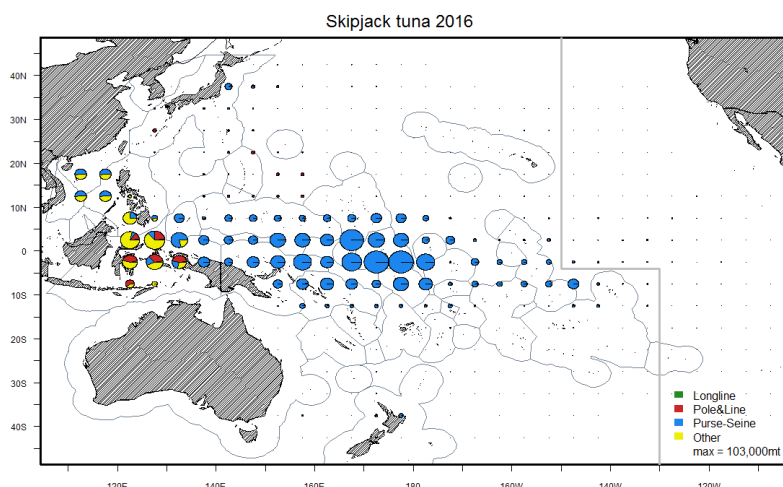 Skipjack tuna 2016
40N
30N
20N
10N
0
10S
20S
30S
40S
Longline
Pole&Line
Purse-Seine
Other
max = 103,000mt
120E
140E
160E
180
160W
140W
120W